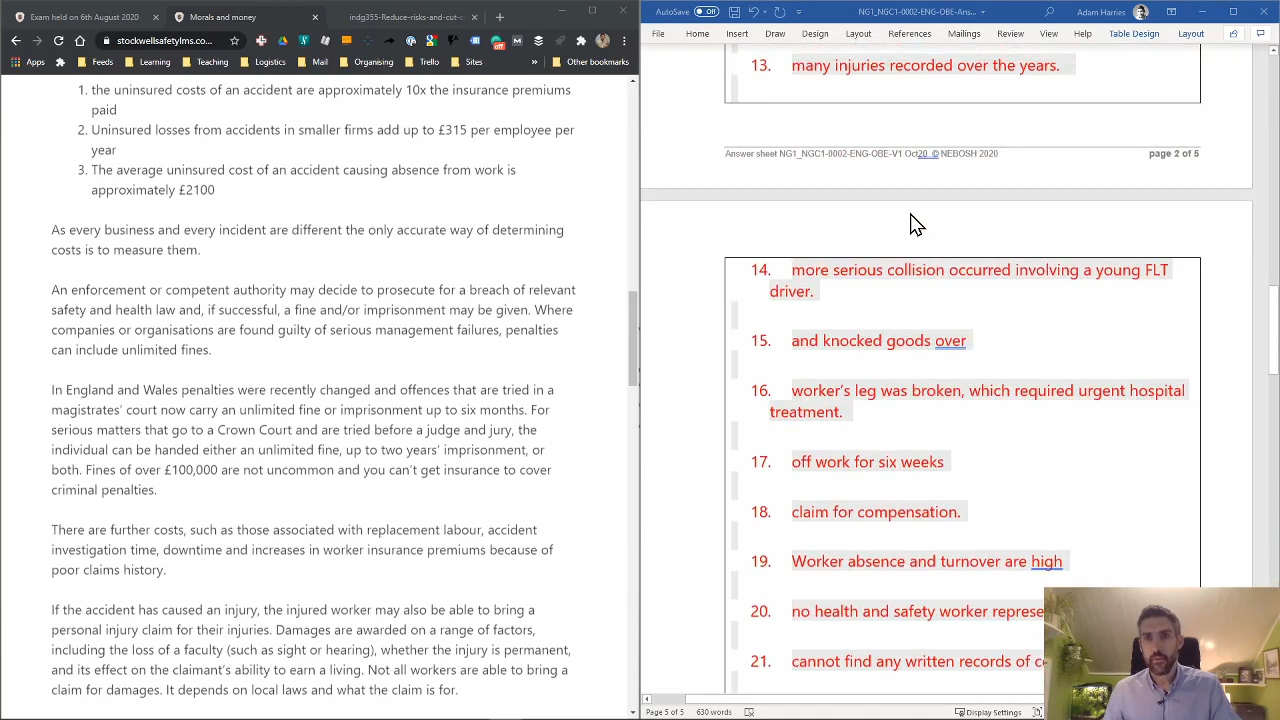 Exam held on 6th August 2020
Morals and money
indg355-Reduce-risks-and-cut-c
stockwellsafetylms.co...
off
Apps
Feeds
Learning
Teaching
Logistics
Mail
Organising
Trello
Sites
»
Other bookmarks
1. the uninsured costs of an accident are approximately 10x the insurance premiums
paid
2. Uninsured losses from accidents in smaller firms add up to £315 per employee per
year
3. The average uninsured cost of an accident causing absence from work is
approximately £2100
As every business and every incident are different the only accurate way of determining
costs is to measure them.
An enforcement or competent authority may decide to prosecute for a breach of relevant
safety and health law and, if successful, a fine and/or imprisonment may be given. Where
companies or organisations are found guilty of serious management failures, penalties
can include unlimited fines.
In England and Wales penalties were recently changed and offences that are tried in a
magistrates' court now carry an unlimited fine or imprisonment up to six months. For
serious matters that go to a Crown Court and are tried before a judge and jury, the
individual can be handed either an unlimited fine, up to two years' imprisonment, or
both. Fines of over £100,000 are not uncommon and you can't get insurance to cover
criminal penalties.
There are further costs, such as those associated with replacement labour, accident
investigation time, downtime and increases in worker insurance premiums because of
poor claims history.
If the accident has caused an injury, the injured worker may also be able to bring a
personal injury claim for their injuries. Damages are awarded on a range of factors,
including the loss of a faculty (such as sight or hearing), whether the injury is permanent,
and its effect on the claimant's ability to earn a living. Not all workers are able to bring a
claim for damages. It depends on local laws and what the claim is for.
AutoSave Off
NG1_NGC1-0002-ENG-OBE-Ans...
Adam Harries
File Home Insert Draw Design Layout References Mailings Review View Table Design Layout
13. many injuries recorded over the years.
Answer sheet NG1_NGC1-0002-ENG-OBE-V1 Oct20 © NEBOSH 2020
page 2 of 5
14. more serious collision occurred involving a young FLT
driver.
15. and knocked goods over
16. worker's leg was broken, which required urgent hospital
treatment.
17. off work for six weeks
18. claim for compensation.
19. Worker absence and turnover are high
20. no health and safety worker represe
21. cannot find any written records of c
Page 5 of 5
630 words
Display Settings